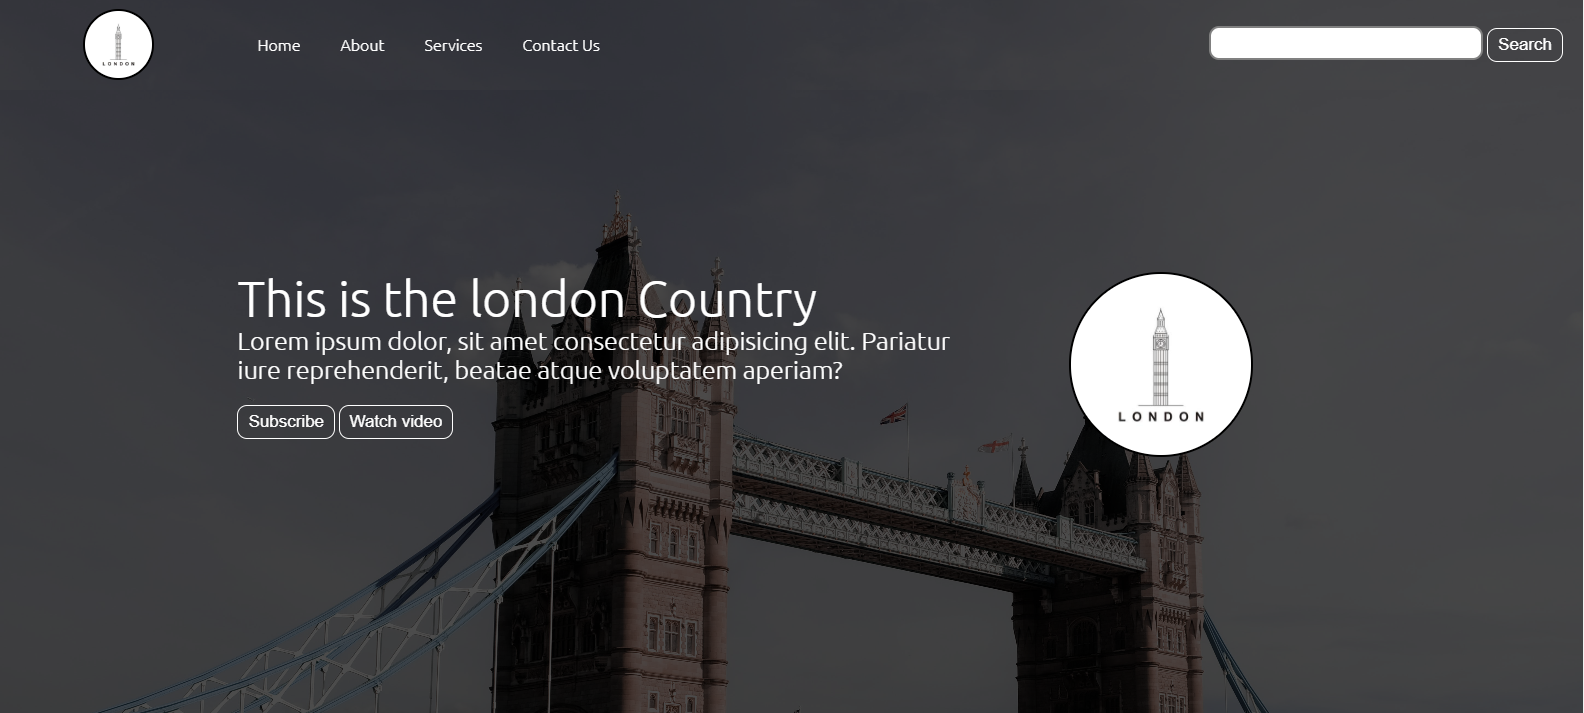 LONDON
Home
About
Services
Contact Us
Search
This is the london Country
Lorem ipsum dolor, sit amet consectetur adipisicing elit. Pariatur
iure reprehenderit, beatae atque voluptatem aperiam?
LONDON
Subscribe
Watch video